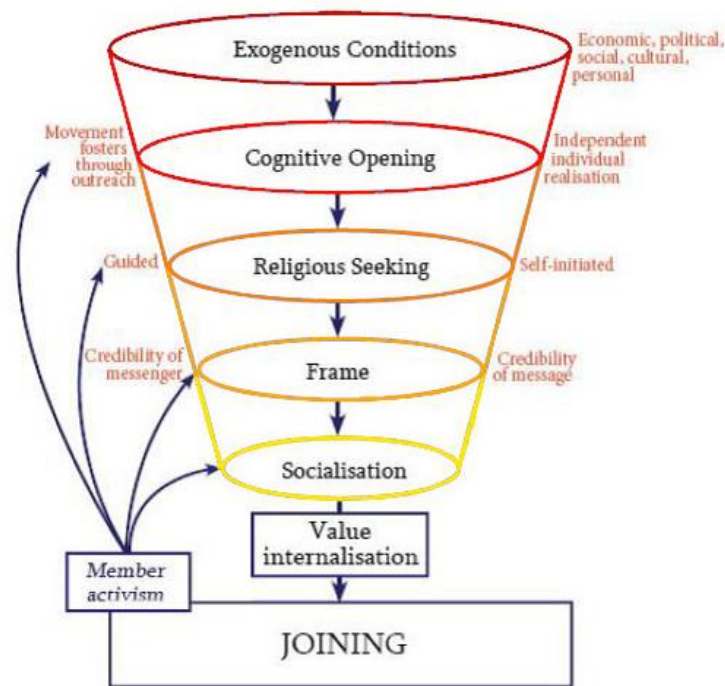 Exogenous Conditions
Economic, political,
social, cultural,
personal
Movement
fosters
through
outreach
Cognitive Opening
Independent
individual
realisation
Guided
Religious Seeking
Self-initiated
Credibility of
messenger
Frame
Credibility
of message
Socialisation
Value
internalisation
Member
activism
JOINING